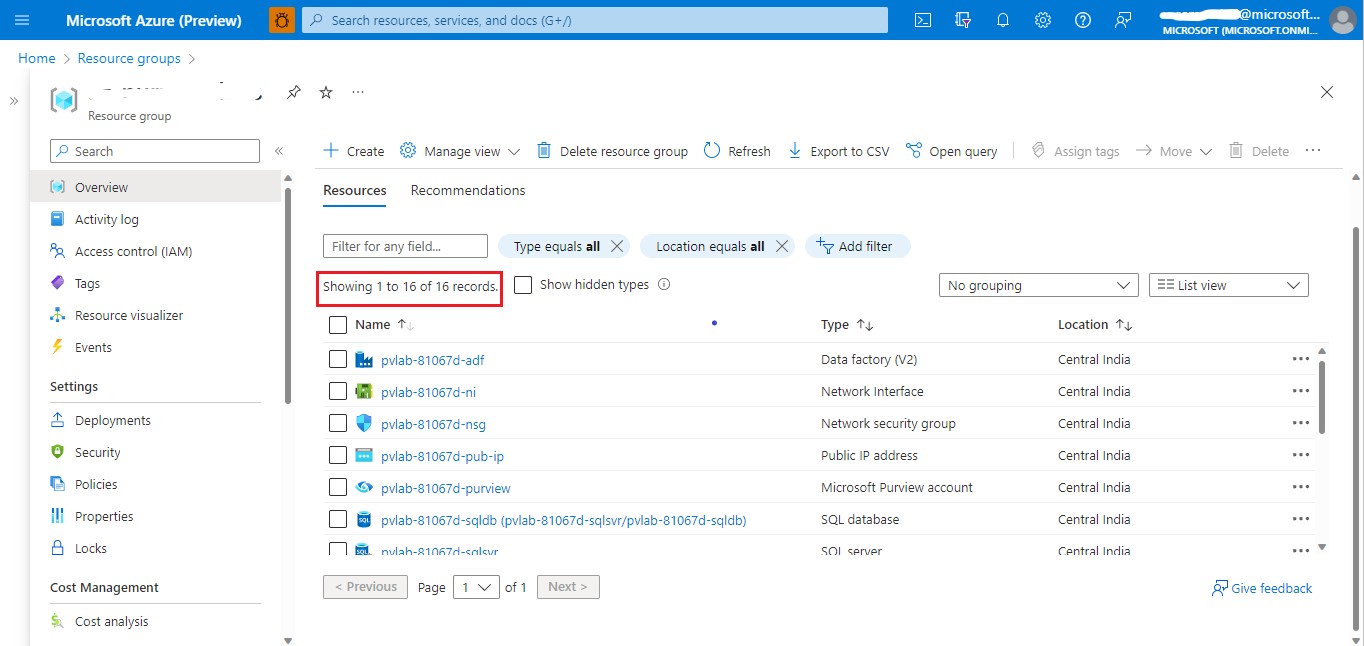 Microsoft Azure (Preview)
Search resources, services, and docs (G+/)
@microsoft...
MICROSOFT (MICROSOFT.ONMI...
Home > Resource groups >
Resource group
Search
Overview
Activity log
Access control (IAM)
Tags
Resource visualizer
Events
Settings
Deployments
Security
Policies
Properties
Locks
Cost Management
Cost analysis
Create
Manage view
Delete resource group
Refresh
Export to CSV
Open query
Assign tags
Move
Delete
Resources
Recommendations
Filter for any field...
Type equals all
Location equals all
Add filter
Showing 1 to 16 of 16 records.
Show hidden types
No grouping
List view
Name Type Location
pvlab-81067d-adf Data factory (V2) Central India
pvlab-81067d-ni Network Interface Central India
pvlab-81067d-nsg Network security group Central India
pvlab-81067d-pub-ip Public IP address Central India
pvlab-81067d-purview Microsoft Purview account Central India
SQL pvlab-81067d-sqldb (pvlab-81067d-sqlsvr/pvlab-81067d-sqldb) SQL database Central India
SQL pvlab-81067d-sqlsvr SQL server Central India
< Previous
Page 1 of 1
Next >
Give feedback